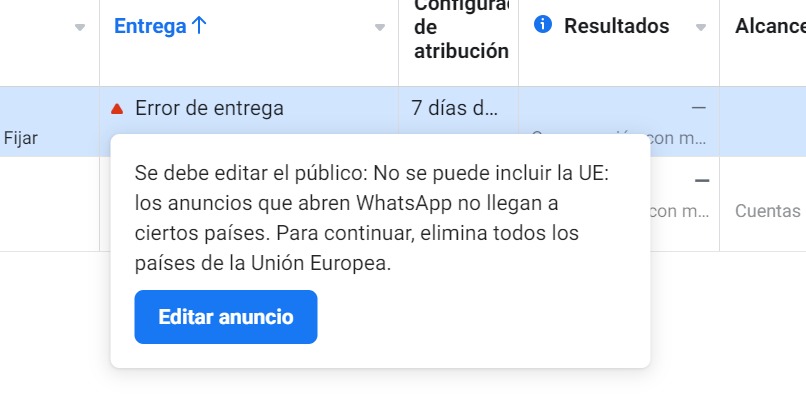 Entrega ↑
de
atribución
Resultados
Alcance
Error de entrega
7 días d...
—
Fijar
con m...
Se debe editar el público: No se puede incluir la UE:
los anuncios que abren WhatsApp no llegan a
ciertos países. Para continuar, elimina todos los
países de la Unión Europea.
—
con m...
Cuentas
Editar anuncio